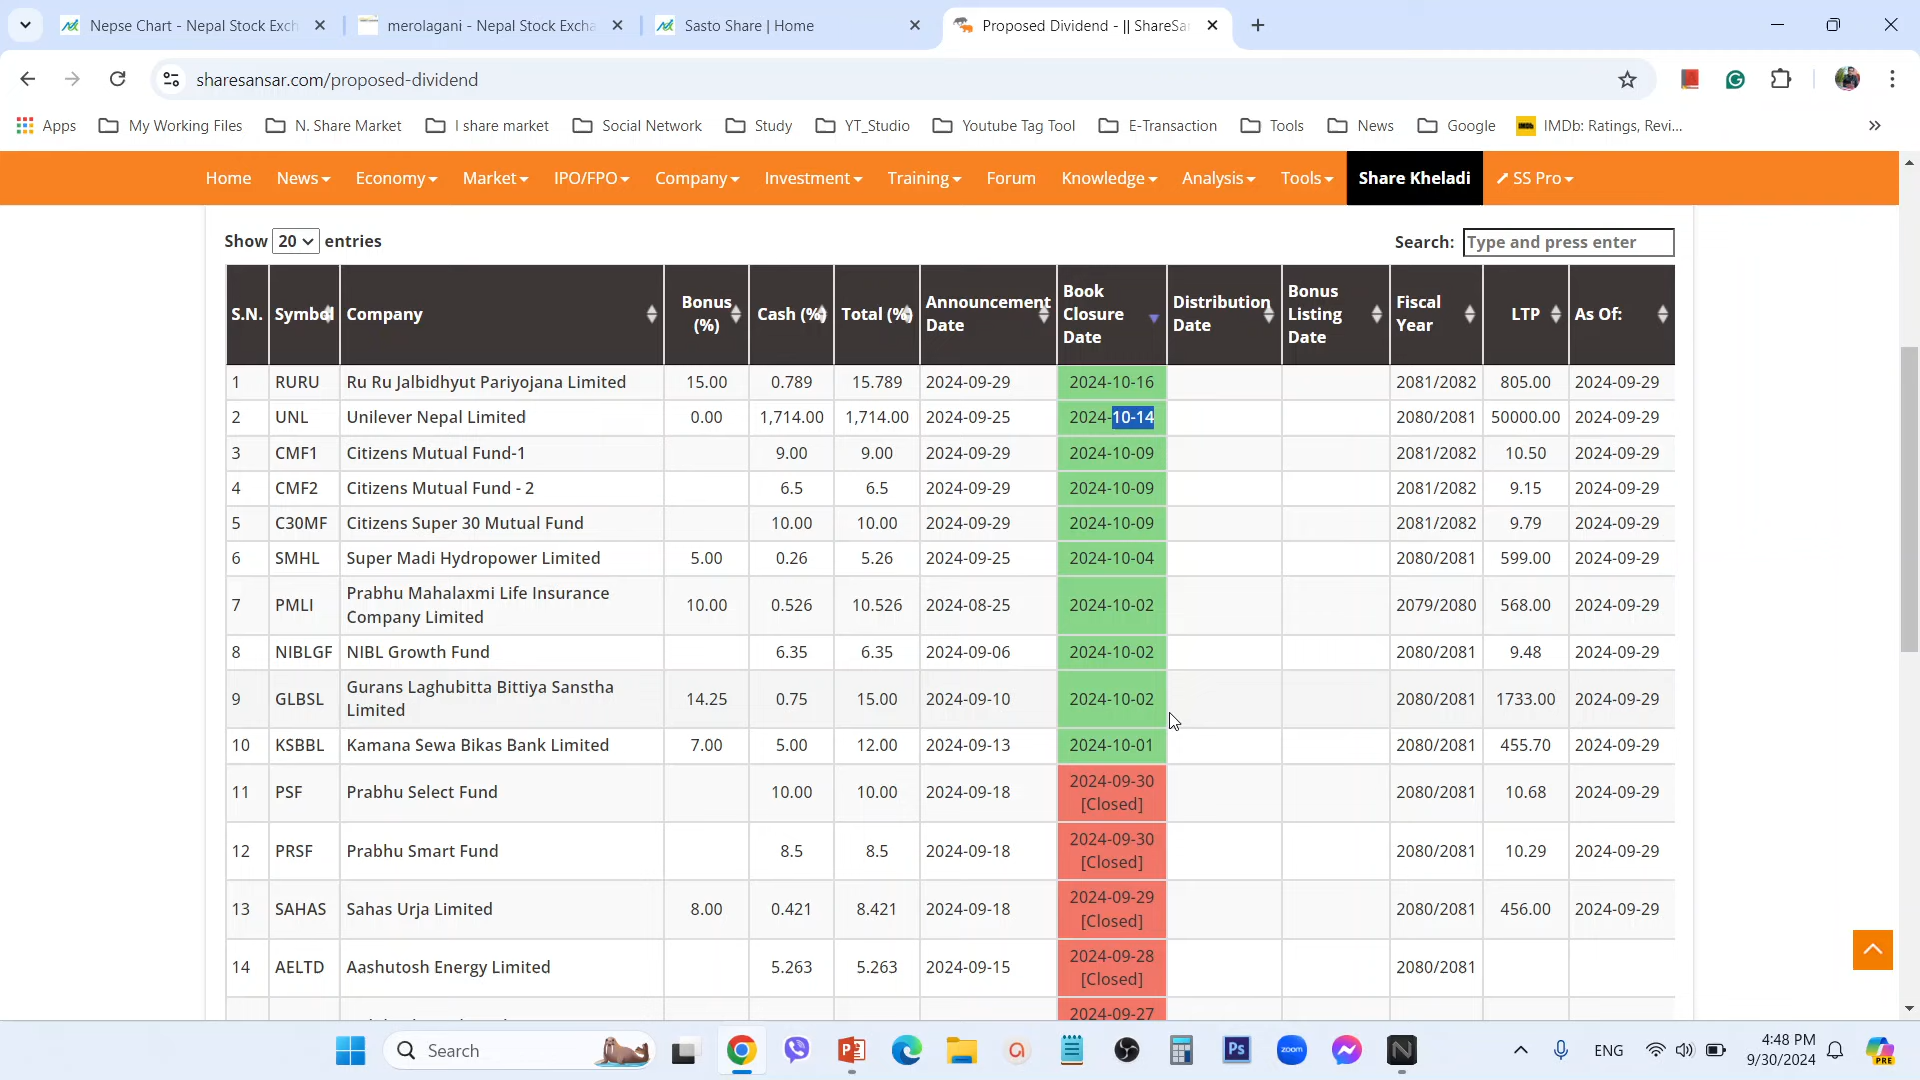 Nepse Chart - Nepal Stock Exch
merolagani - Nepal Stock Excha
Sasto Share | Home
Proposed Dividend - || ShareSan
sharesansar.com/proposed-dividend
Apps
My Working Files
N. Share Market
I share market
Social Network
Study
YT_Studio
Youtube Tag Tool
E-Transaction
Tools
News
Google
IMDb: Ratings, Revi...
Home News Economy Market IPO/FPO Company Investment Training Forum Knowledge Analysis Tools Share Kheladi SS Pro
Show 20 entries
Search: Type and press enter
S.N. Symbol Company Bonus (%) Cash (%) Total (%) Announcement Date Book Closure Date Distribution Date Bonus Listing Date Fiscal Year LTP As Of:
1 RURU Ru Ru Jalbidhyut Pariyojana Limited 15.00 0.789 15.789 2024-09-29 2024-10-16 2081/2082 805.00 2024-09-29
2 UNL Unilever Nepal Limited 0.00 1,714.00 1,714.00 2024-09-25 2024-10-14 2080/2081 50000.00 2024-09-29
3 CMF1 Citizens Mutual Fund-1 9.00 9.00 2024-09-29 2024-10-09 2081/2082 10.50 2024-09-29
4 CMF2 Citizens Mutual Fund - 2 6.5 6.5 2024-09-29 2024-10-09 2081/2082 9.15 2024-09-29
5 C30MF Citizens Super 30 Mutual Fund 10.00 10.00 2024-09-29 2024-10-09 2081/2082 9.79 2024-09-29
6 SMHL Super Madi Hydropower Limited 5.00 0.26 5.26 2024-09-25 2024-10-04 2080/2081 599.00 2024-09-29
7 PMLI Prabhu Mahalaxmi Life Insurance Company Limited 10.00 0.526 10.526 2024-08-25 2024-10-02 2079/2080 568.00 2024-09-29
8 NIBLGF NIBL Growth Fund 6.35 6.35 2024-09-06 2024-10-02 2080/2081 9.48 2024-09-29
9 GLBSL Gurans Laghubitta Bittiya Sanstha Limited 14.25 0.75 15.00 2024-09-10 2024-10-02 2080/2081 1733.00 2024-09-29
10 KSBBL Kamana Sewa Bikas Bank Limited 7.00 5.00 12.00 2024-09-13 2024-10-01 2080/2081 455.70 2024-09-29
11 PSF Prabhu Select Fund 10.00 10.00 2024-09-18 2024-09-30 [Closed] 2080/2081 10.68 2024-09-29
12 PRSF Prabhu Smart Fund 8.5 8.5 2024-09-18 2024-09-30 [Closed] 2080/2081 10.29 2024-09-29
13 SAHAS Sahas Urja Limited 8.00 0.421 8.421 2024-09-18 2024-09-29 [Closed] 2080/2081 456.00 2024-09-29
14 AELTD Aashutosh Energy Limited 5.263 5.263 2024-09-15 2024-09-28 [Closed] 2080/2081
2024-09-27
Search
Ps
zoom
ENG
4:48 PM
9/30/2024
PRE